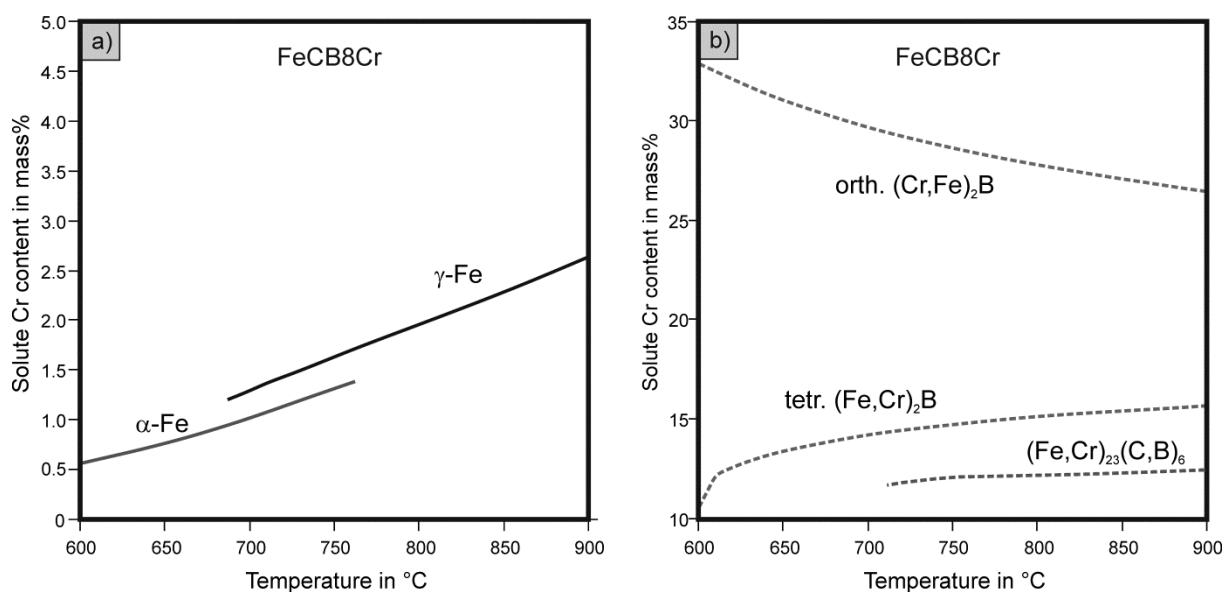 a)
FeCB8Cr
Solute Cr content in mass%
5.0
4.5
4.0
3.5
3.0
2.5
2.0
1.5
1.0
0.5
0
γ-Fe
α-Fe
600
650
700
750
800
850
900
Temperature in °C
b)
FeCB8Cr
Solute Cr content in mass%
35
30
25
20
15
10
orth. (Cr,Fe)₂B
tetr. (Fe,Cr)₂B
(Fe,Cr)₂₃(C,B)₆
600
650
700
750
800
850
900
Temperature in °C